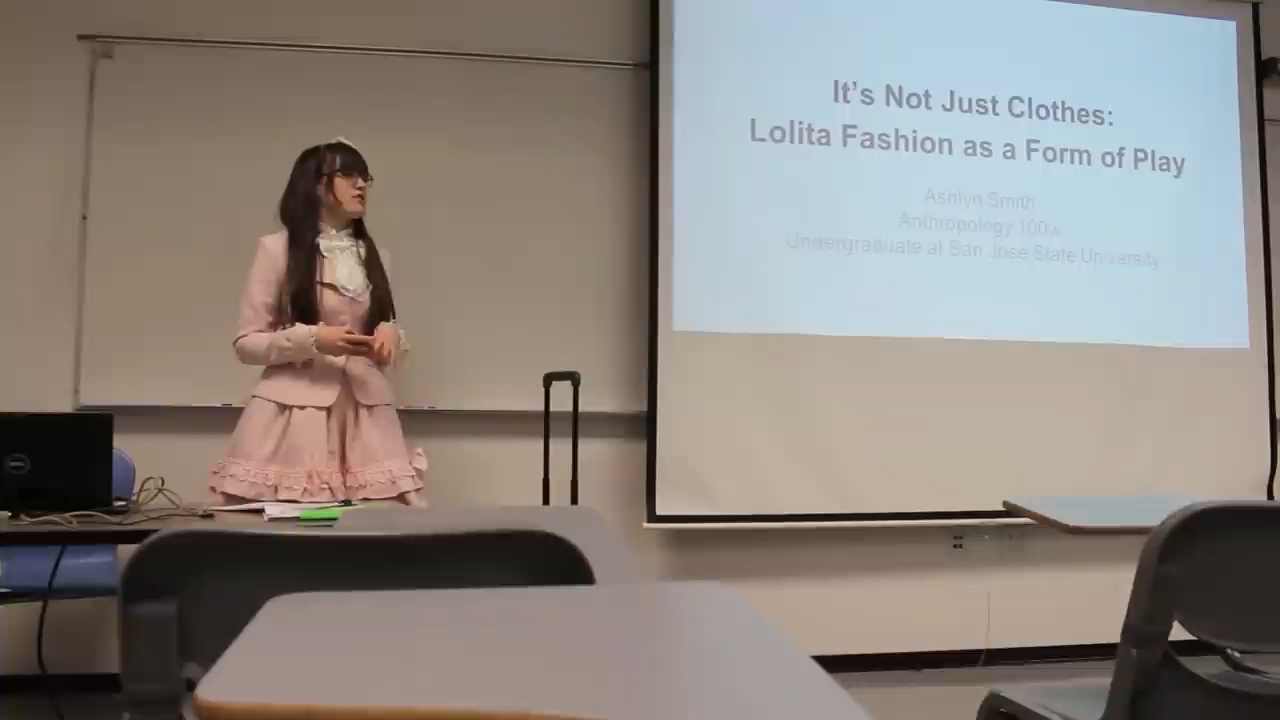 It's Not Just Clothes:
Lolita Fashion as a Form of Play
Ashlyn Smith
Anthropology 100w
Undergraduate at San Jose State University
DELL